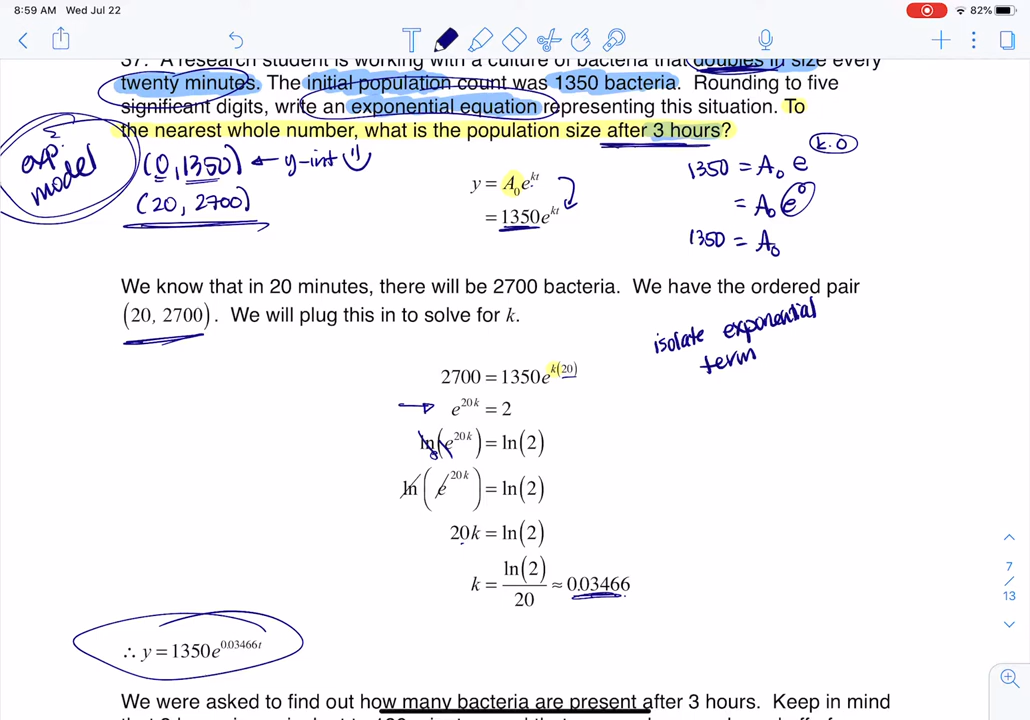 8:59 AM Wed Jul 22
82%
37. A research student is working with a culture of bacteria that doubles in size every
twenty minutes. The initial population count was 1350 bacteria. Rounding to five
significant digits, write an exponential equation representing this situation. To
the nearest whole number, what is the population size after 3 hours?
exp.
model
(0, 1350) ← y-int
(20, 2700)
y = A₀e^{kt}
= 1350e^{kt}
1350 = A₀ e^{k·0}
= A₀ e⁰
1350 = A₀
We know that in 20 minutes, there will be 2700 bacteria. We have the ordered pair
(20, 2700). We will plug this in to solve for k.
isolate exponential
term
2700 = 1350e^{k(20)}
→ e^{20k} = 2
ln(e^{20k}) = ln(2)
ln(e^{20k}) = ln(2)
20k = ln(2)
k = ln(2)/20 ≈ 0.03466
∴ y = 1350e^{0.03466t}
7
/
13
We were asked to find out how many bacteria are present after 3 hours. Keep in mind